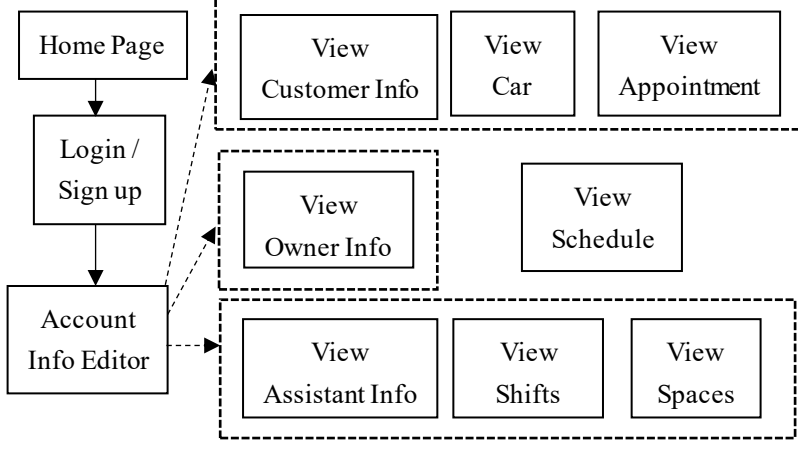 Home Page
Login /
Sign up
Account
Info Editor
View
Customer Info
View
Car
View
Appointment
View
Owner Info
View
Schedule
View
Assistant Info
View
Shifts
View
Spaces